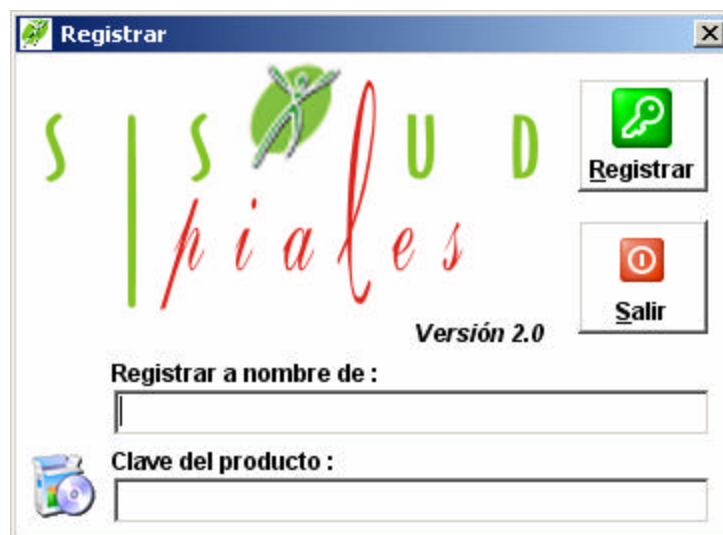 Registrar
SISALUD
Ipiales
Versión 2.0
Registrar
Salir
Registrar a nombre de :
Clave del producto :